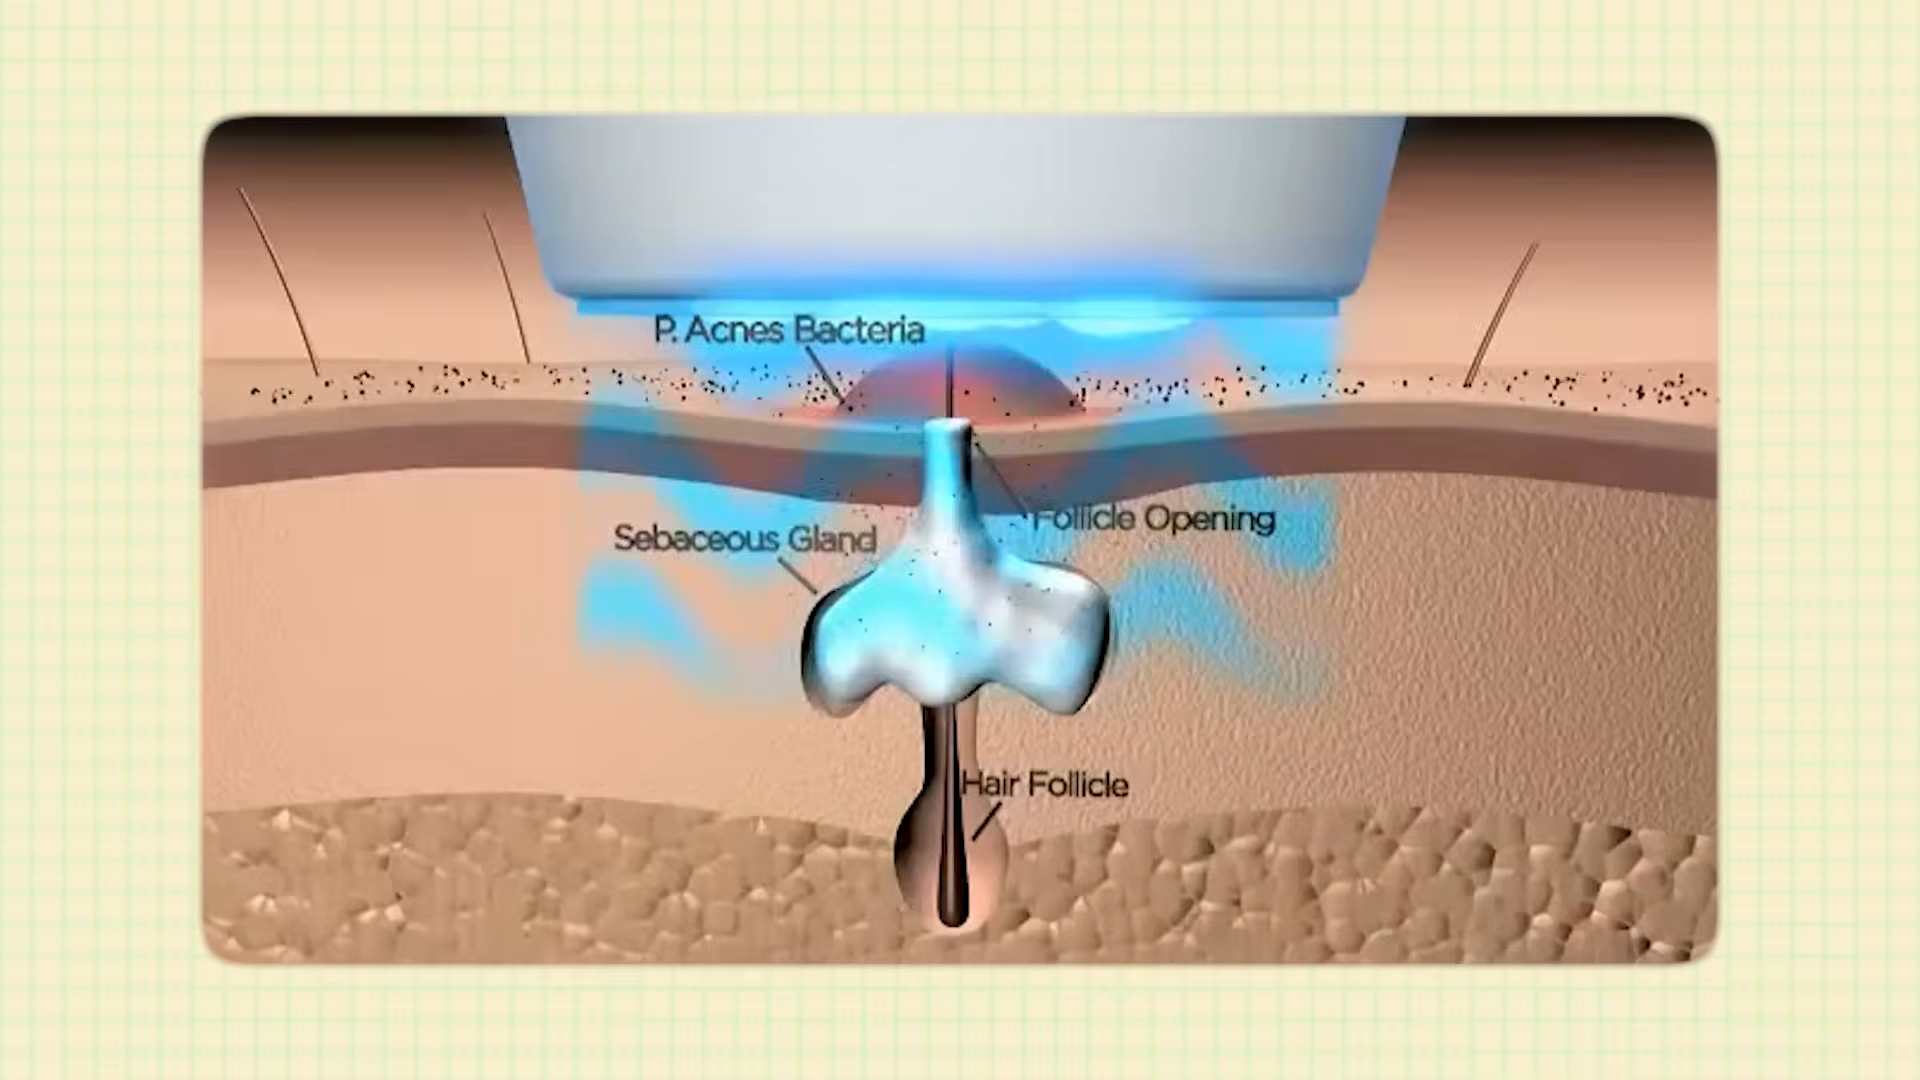 P. Acnes Bacteria
Follicle Opening
Sebaceous Gland
Hair Follicle